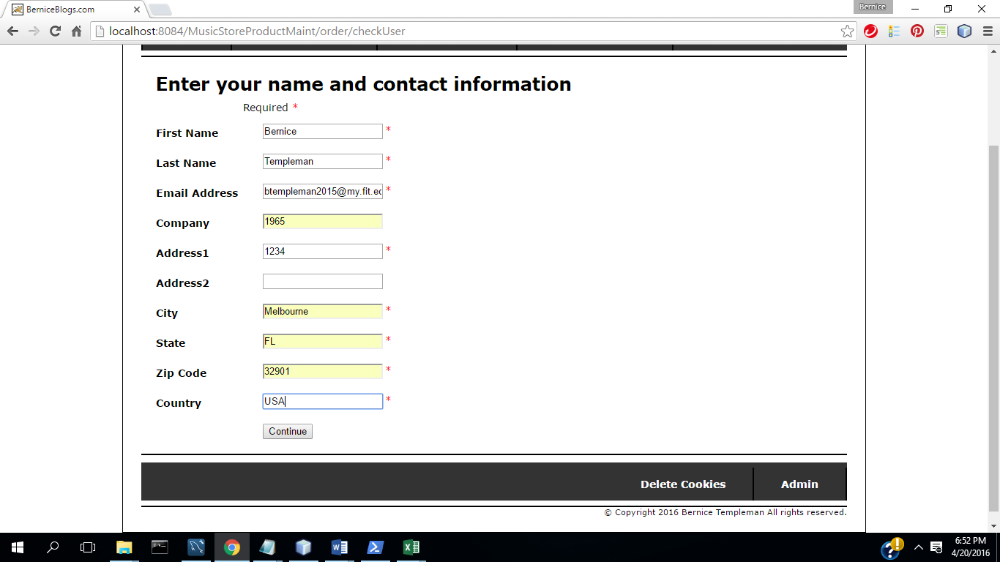 BerniceBlogs.com
Bernice
localhost:8084/MusicStoreProductMaint/order/checkUser
Enter your name and contact information
Required *
First Name Bernice *
Last Name Templeman *
Email Address btempleman2015@my.fit.ec *
Company 1965
Address1 1234 *
Address2
City Melbourne *
State FL *
Zip Code 32901 *
Country USA *
Continue
Delete Cookies Admin
© Copyright 2016 Bernice Templeman All rights reserved.
6:52 PM
4/20/2016